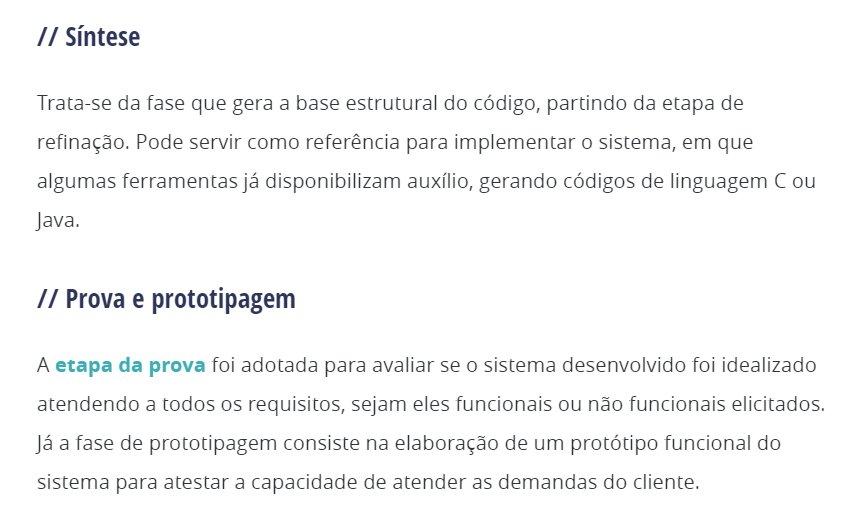 // Síntese
Trata-se da fase que gera a base estrutural do código, partindo da etapa de
refinação. Pode servir como referência para implementar o sistema, em que
algumas ferramentas já disponibilizam auxílio, gerando códigos de linguagem C ou
Java.
// Prova e prototipagem
A etapa da prova foi adotada para avaliar se o sistema desenvolvido foi idealizado
atendendo a todos os requisitos, sejam eles funcionais ou não funcionais elicitados.
Já a fase de prototipagem consiste na elaboração de um protótipo funcional do
sistema para atestar a capacidade de atender as demandas do cliente.